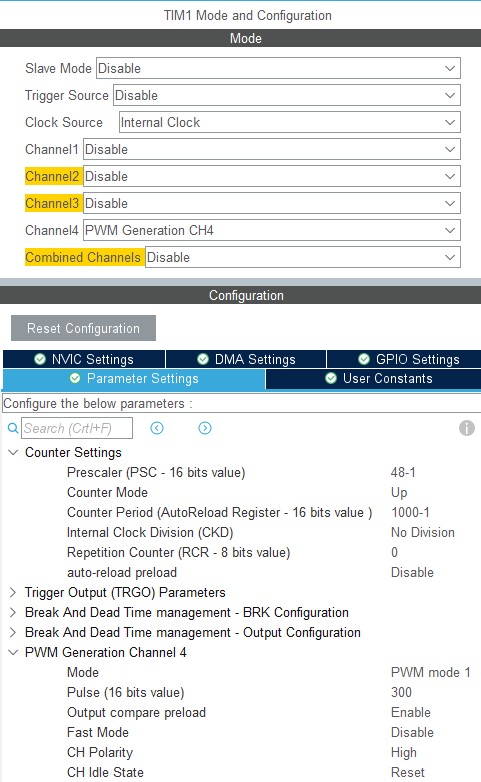 TIM1 Mode and Configuration
Mode
Slave Mode Disable
Trigger Source Disable
Clock Source Internal Clock
Channel1 Disable
Channel2 Disable
Channel3 Disable
Channel4 PWM Generation CH4
Combined Channels Disable
Configuration
Reset Configuration
NVIC Settings DMA Settings GPIO Settings
Parameter Settings User Constants
Configure the below parameters :
Search (Crtl+F)
Counter Settings
Prescaler (PSC - 16 bits value) 48-1
Counter Mode Up
Counter Period (AutoReload Register - 16 bits value ) 1000-1
Internal Clock Division (CKD) No Division
Repetition Counter (RCR - 8 bits value) 0
auto-reload preload Disable
Trigger Output (TRGO) Parameters
Break And Dead Time management - BRK Configuration
Break And Dead Time management - Output Configuration
PWM Generation Channel 4
Mode PWM mode 1
Pulse (16 bits value) 300
Output compare preload Enable
Fast Mode Disable
CH Polarity High
CH Idle State Reset